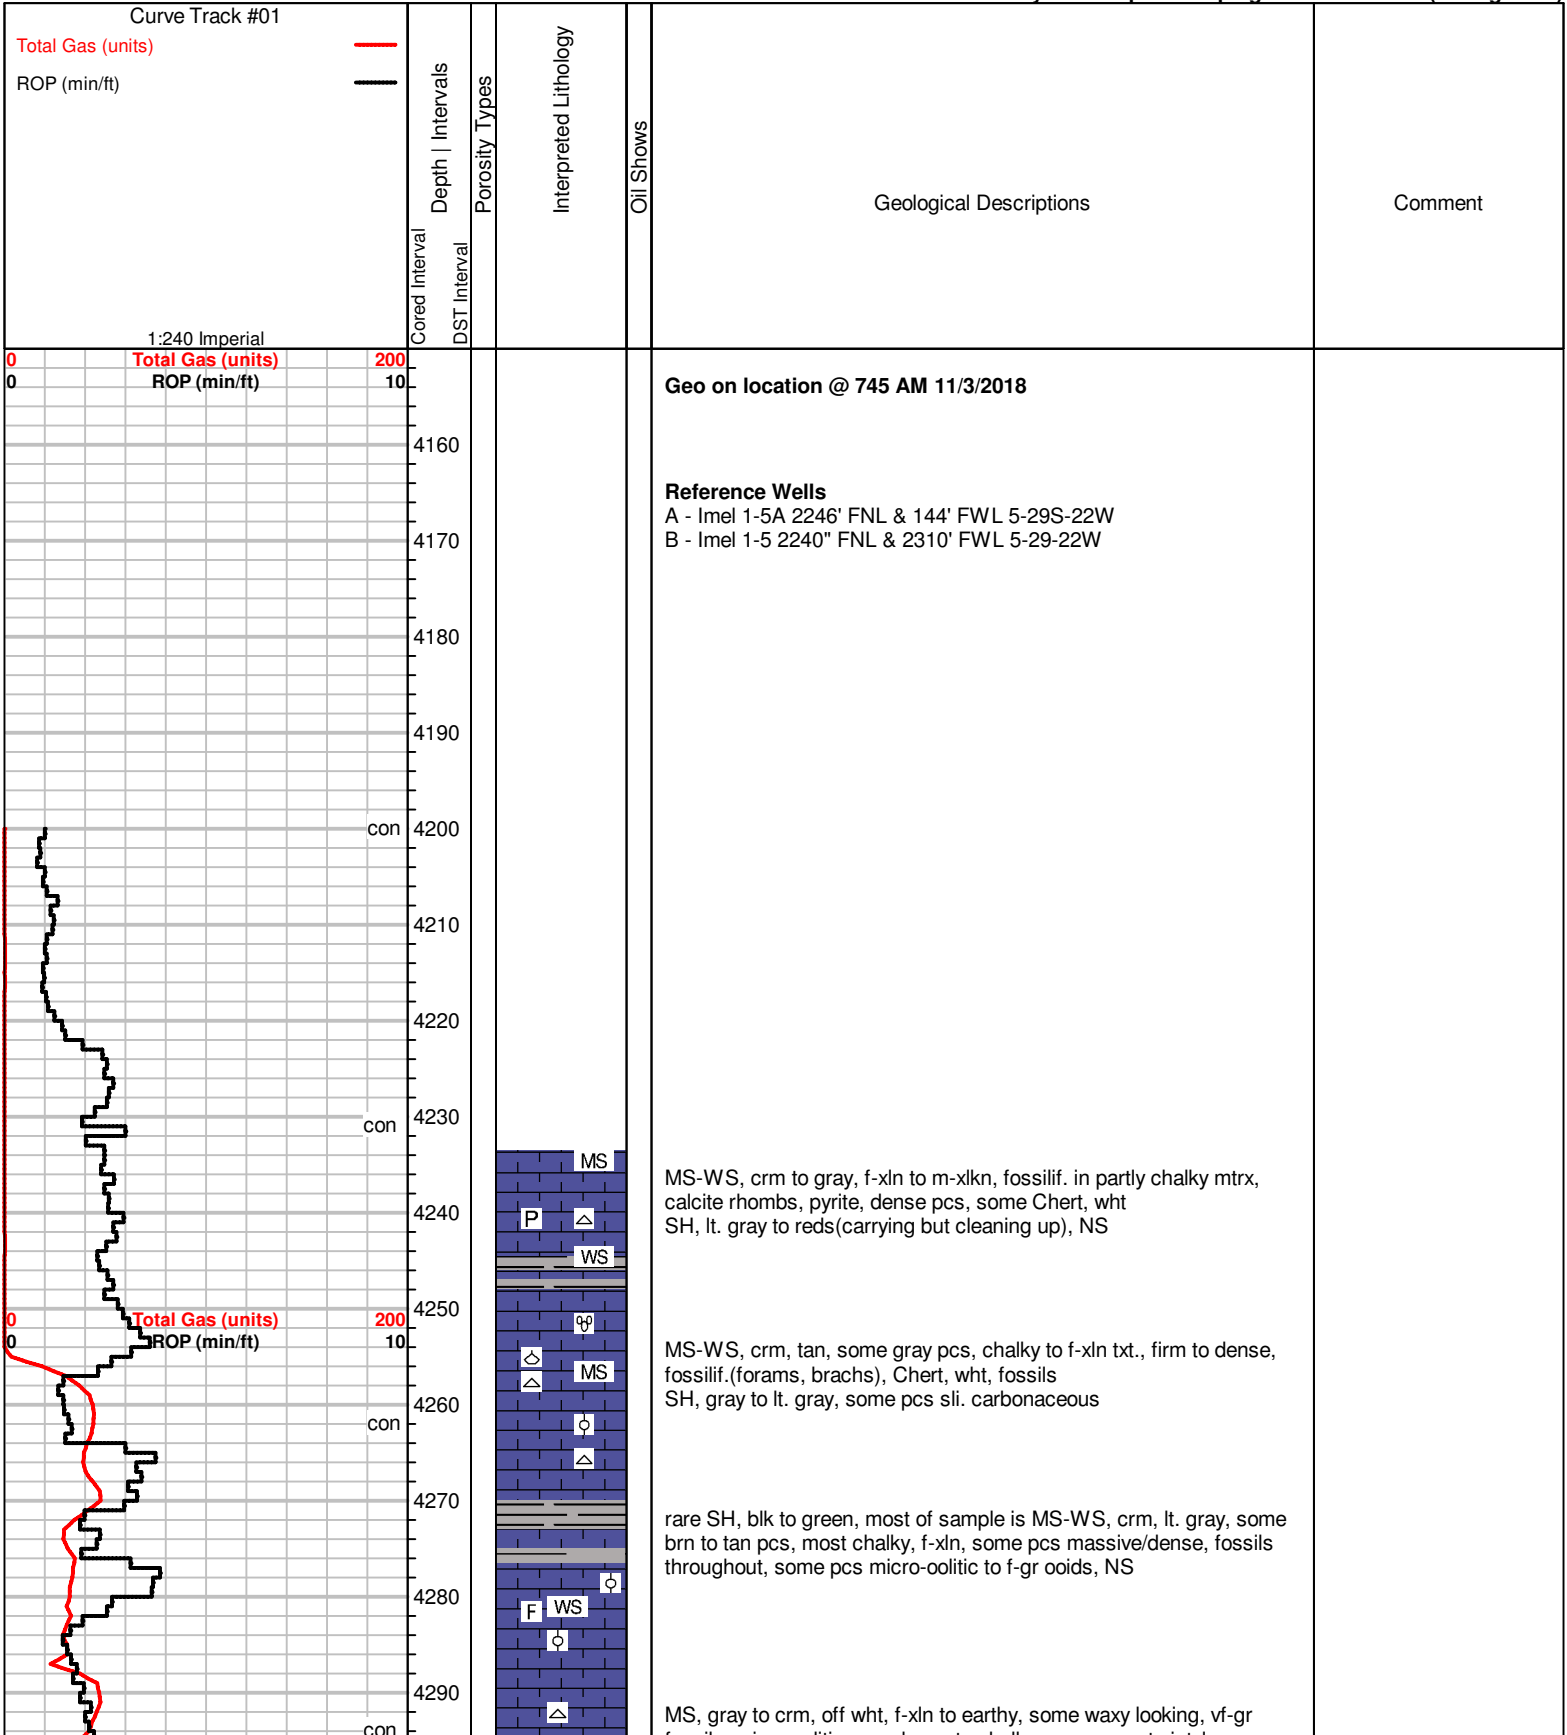 Curve Track #01
Total Gas (units)
ROP (min/ft)
1:240 Imperial
Depth | Intervals
Cored Interval
DST Interval
Porosity Types
Interpreted Lithology
Oil Shows
Geological Descriptions
Comment
0 Total Gas (units) 200
0 ROP (min/ft) 10
Geo on location @ 745 AM 11/3/2018
4160
Reference Wells
A - Imel 1-5A 2246' FNL & 144' FWL 5-29S-22W
B - Imel 1-5 2240" FNL & 2310' FWL 5-29-22W
4170
4180
4190
con 4200
4210
4220
4230
con
MS
MS-WS, crm to gray, f-xln to m-xlkn, fossilif. in partly chalky mtrx,
calcite rhombs, pyrite, dense pcs, some Chert, wht
SH, lt. gray to reds(carrying but cleaning up), NS
4240
P
WS
4250
0 Total Gas (units) 200
0 ROP (min/ft) 10
MS-WS, crm, tan, some gray pcs, chalky to f-xln txt., firm to dense,
fossilif.(forams, brachs), Chert, wht, fossils
SH, gray to lt. gray, some pcs sli. carbonaceous
MS
4260
con
4270
rare SH, blk to green, most of sample is MS-WS, crm, lt. gray, some
brn to tan pcs, most chalky, f-xln, some pcs massive/dense, fossils
throughout, some pcs micro-oolitic to f-gr ooids, NS
4280
F WS
4290
MS, gray to crm, off wht, f-xln to earthy, some waxy looking, vf-gr
con